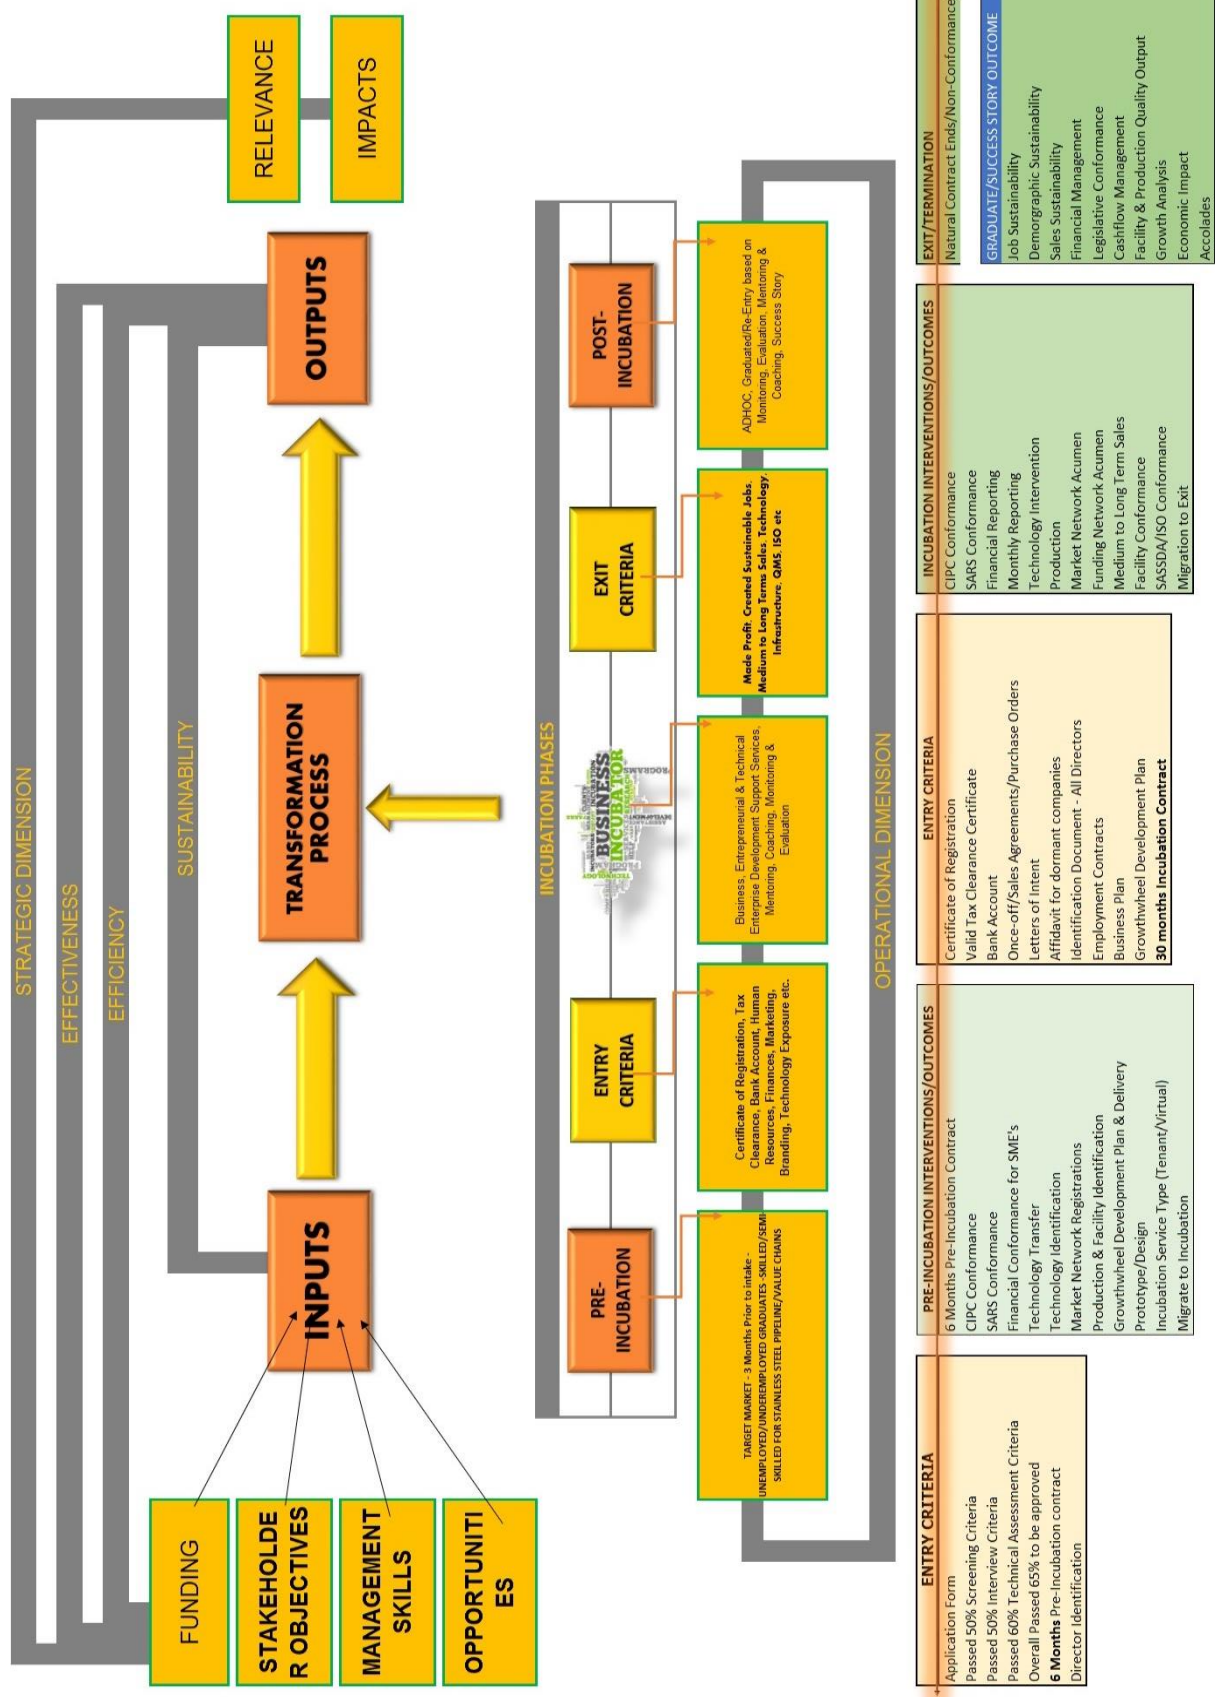 STRATEGIC DIMENSION
EFFECTIVENESS
EFFICIENCY
SUSTAINABILITY
FUNDING
STAKEHOLDE
R OBJECTIVES
MANAGEMENT
SKILLS
OPPORTUNITI
ES
INPUTS
TRANSFORMATION
PROCESS
OUTPUTS
RELEVANCE
IMPACTS
INCUBATION PHASES
PRE-
INCUBATION
ENTRY
CRITERIA
BUSINESS
INCUBATOR
PROGRAMS
DEVELOPMENT
TECHNOLOGY
EXIT
CRITERIA
POST-
INCUBATION
TARGET MARKET - 3 Months Prior to intake -
UNEMPLOYED/UNDEREMPLOYED GRADUATES -SKILLED/SEMI-
SKILLED FOR STAINLESS STEEL PIPELINE/VALUE CHAINS
Certificate of Registration, Tax
Clearance, Bank Account, Human
Resources, Finances, Marketing,
Branding, Technology Exposure etc.
Business, Entrepreneurial & Technical
Enterprise Development Support Services,
Mentoring, Coaching, Monitoring &
Evaluation
Made Profit, Created Sustainable Jobs,
Medium to Long Terms Sales, Technology,
Infrastructure, QMS, ISO etc
ADHOC, Graduated/Re-Entry based on
Monitoring, Evaluation, Mentoring &
Coaching, Success Story
OPERATIONAL DIMENSION
ENTRY CRITERIA
Application Form
Passed 50% Screening Criteria
Passed 50% Interview Criteria
Passed 60% Technical Assessment Criteria
Overall Passed 65% to be approved
6 Months Pre-Incubation contract
Director Identification
PRE-INCUBATION INTERVENTIONS/OUTCOMES
6 Months Pre-Incubation Contract
CIPC Conformance
SARS Conformance
Financial Conformance for SME's
Technology Transfer
Technology Identification
Market Network Registrations
Production & Facility Identification
Growthwheel Development Plan & Delivery
Prototype/Design
Incubation Service Type (Tenant/Virtual)
Migrate to Incubation
ENTRY CRITERIA
Certificate of Registration
Valid Tax Clearance Certificate
Bank Account
Once-off/Sales Agreements/Purchase Orders
Letters of Intent
Affidavit for dormant companies
Identification Document - All Directors
Employment Contracts
Business Plan
Growthwheel Development Plan
30 months Incubation Contract
INCUBATION INTERVENTIONS/OUTCOMES
CIPC Conformance
SARS Conformance
Financial Reporting
Monthly Reporting
Technology Intervention
Production
Market Network Acumen
Funding Network Acumen
Medium to Long Term Sales
Facility Conformance
SASSDA/ISO Conformance
Migration to Exit
EXIT/TERMINATION
Natural Contract Ends/Non-Conformance
GRADUATE/SUCCESS STORY OUTCOME
Job Sustainability
Demorgraphic Sustainability
Sales Sustainability
Financial Management
Legislative Conformance
Cashflow Management
Facility & Production Quality Output
Growth Analysis
Economic Impact
Accolades